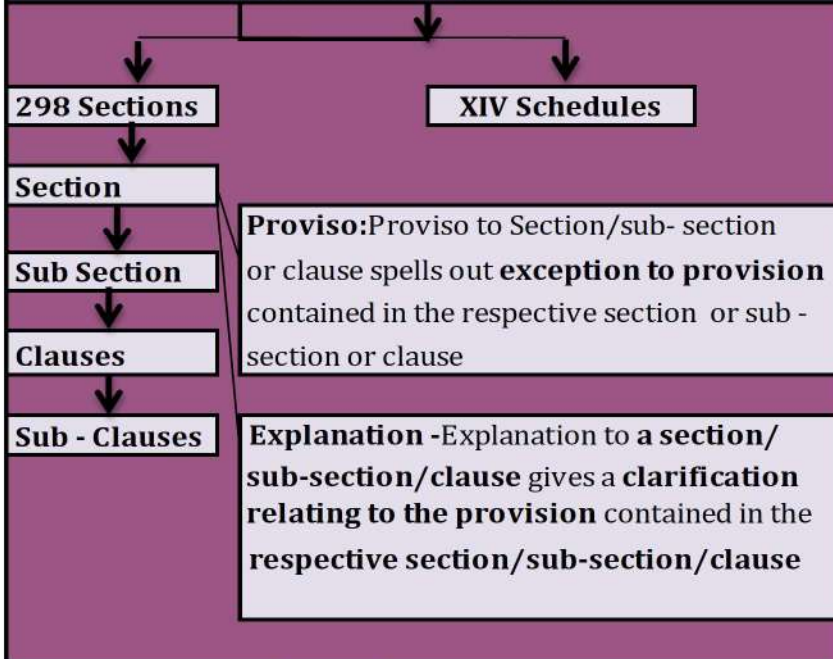 298 Sections
XIV Schedules
Section
Sub Section
Clauses
Sub - Clauses
Proviso:Proviso to Section/sub- section
or clause spells out exception to provision
contained in the respective section or sub -
section or clause
Explanation -Explanation to a section/
sub-section/clause gives a clarification
relating to the provision contained in the
respective section/sub-section/clause